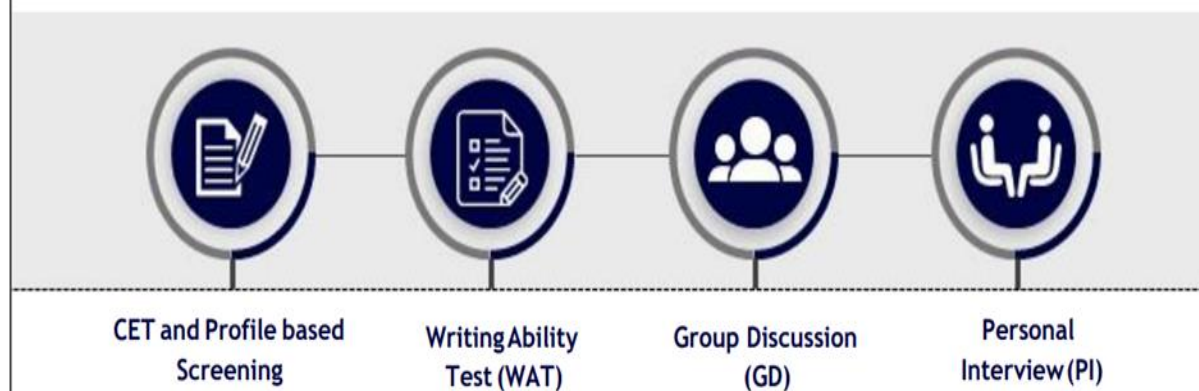 CET and Profile based
Screening
Writing Ability
Test (WAT)
Group Discussion
(GD)
Personal
Interview (PI)